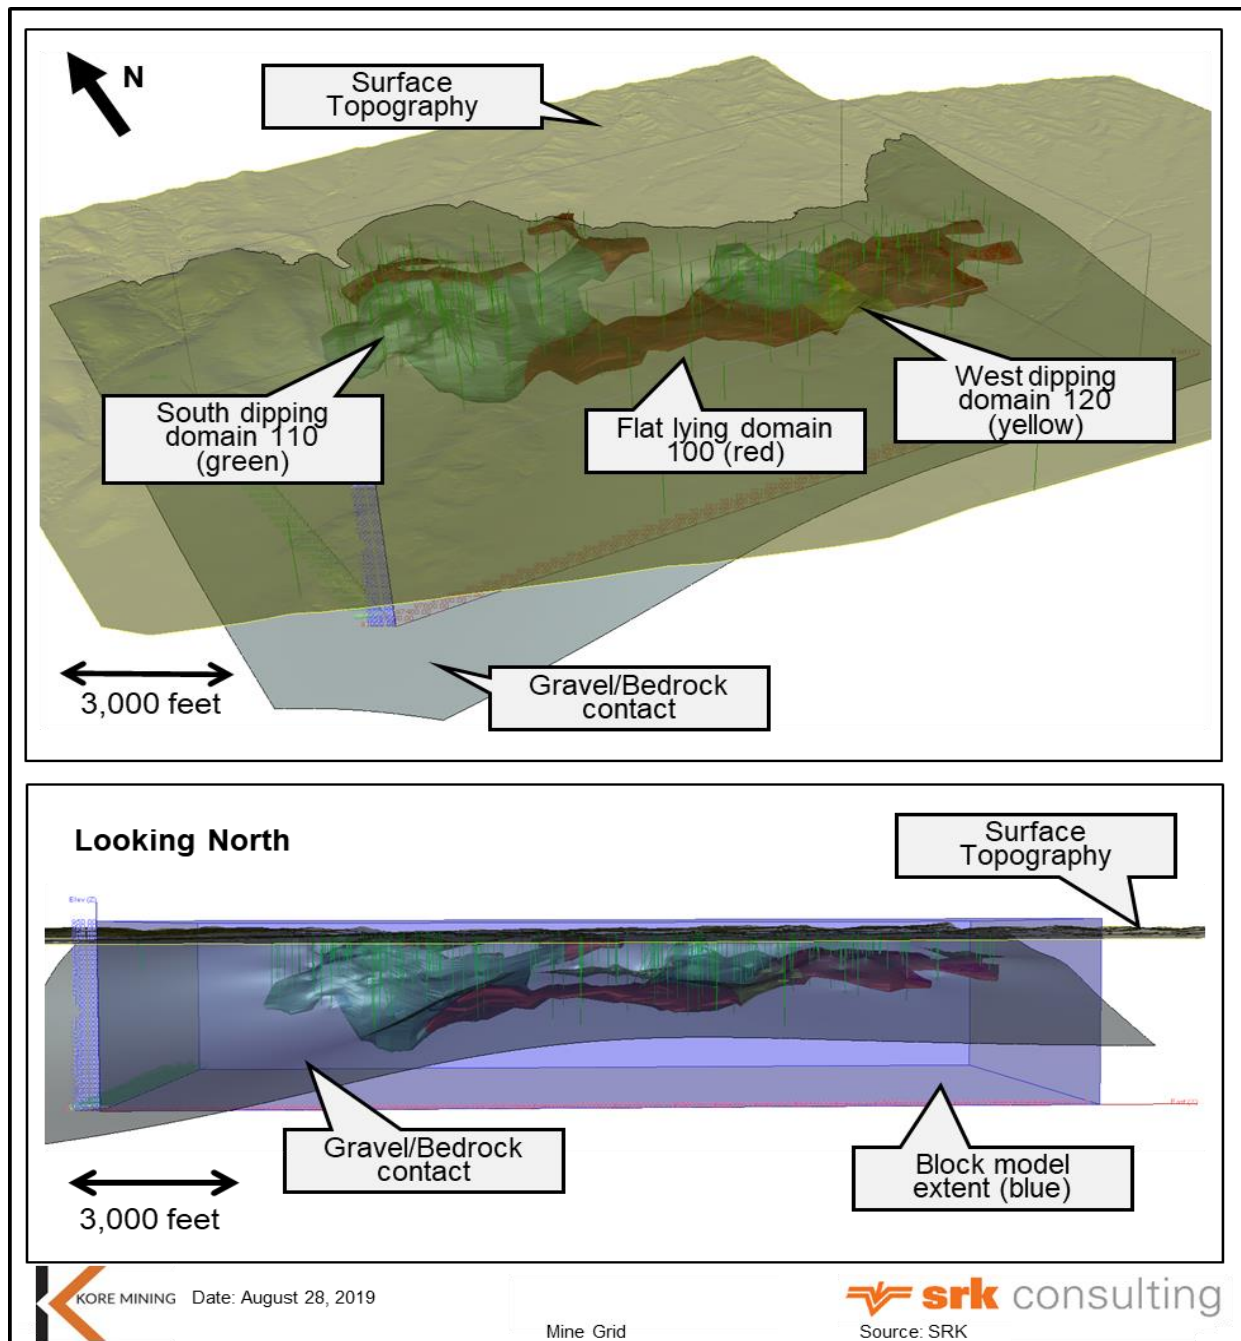 N
Surface
Topography
South dipping
domain 110
(green)
Flat lying domain
100 (red)
West dipping
domain 120
(yellow)
Gravel/Bedrock
contact
3,000 feet
Looking North
Surface
Topography
Elev (Z)
Gravel/Bedrock
contact
Block model
extent (blue)
3,000 feet
KORE MINING
Date: August 28, 2019
srk consulting
Mine Grid
Source: SRK